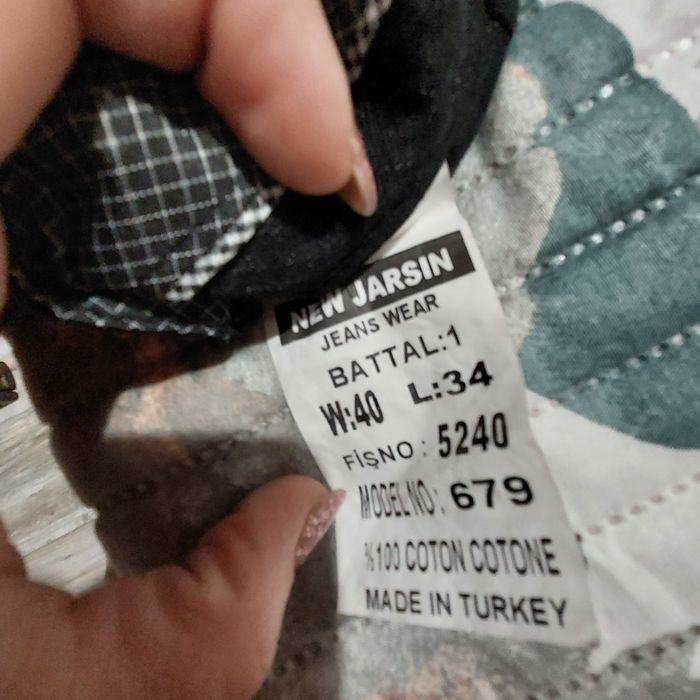 NEW JARSIN
JEANS WEAR
BATTAL:1
W:40 L:34
FİŞNO: 5240
MODEL NO: 679
%100 COTON COTONE
MADE IN TURKEY